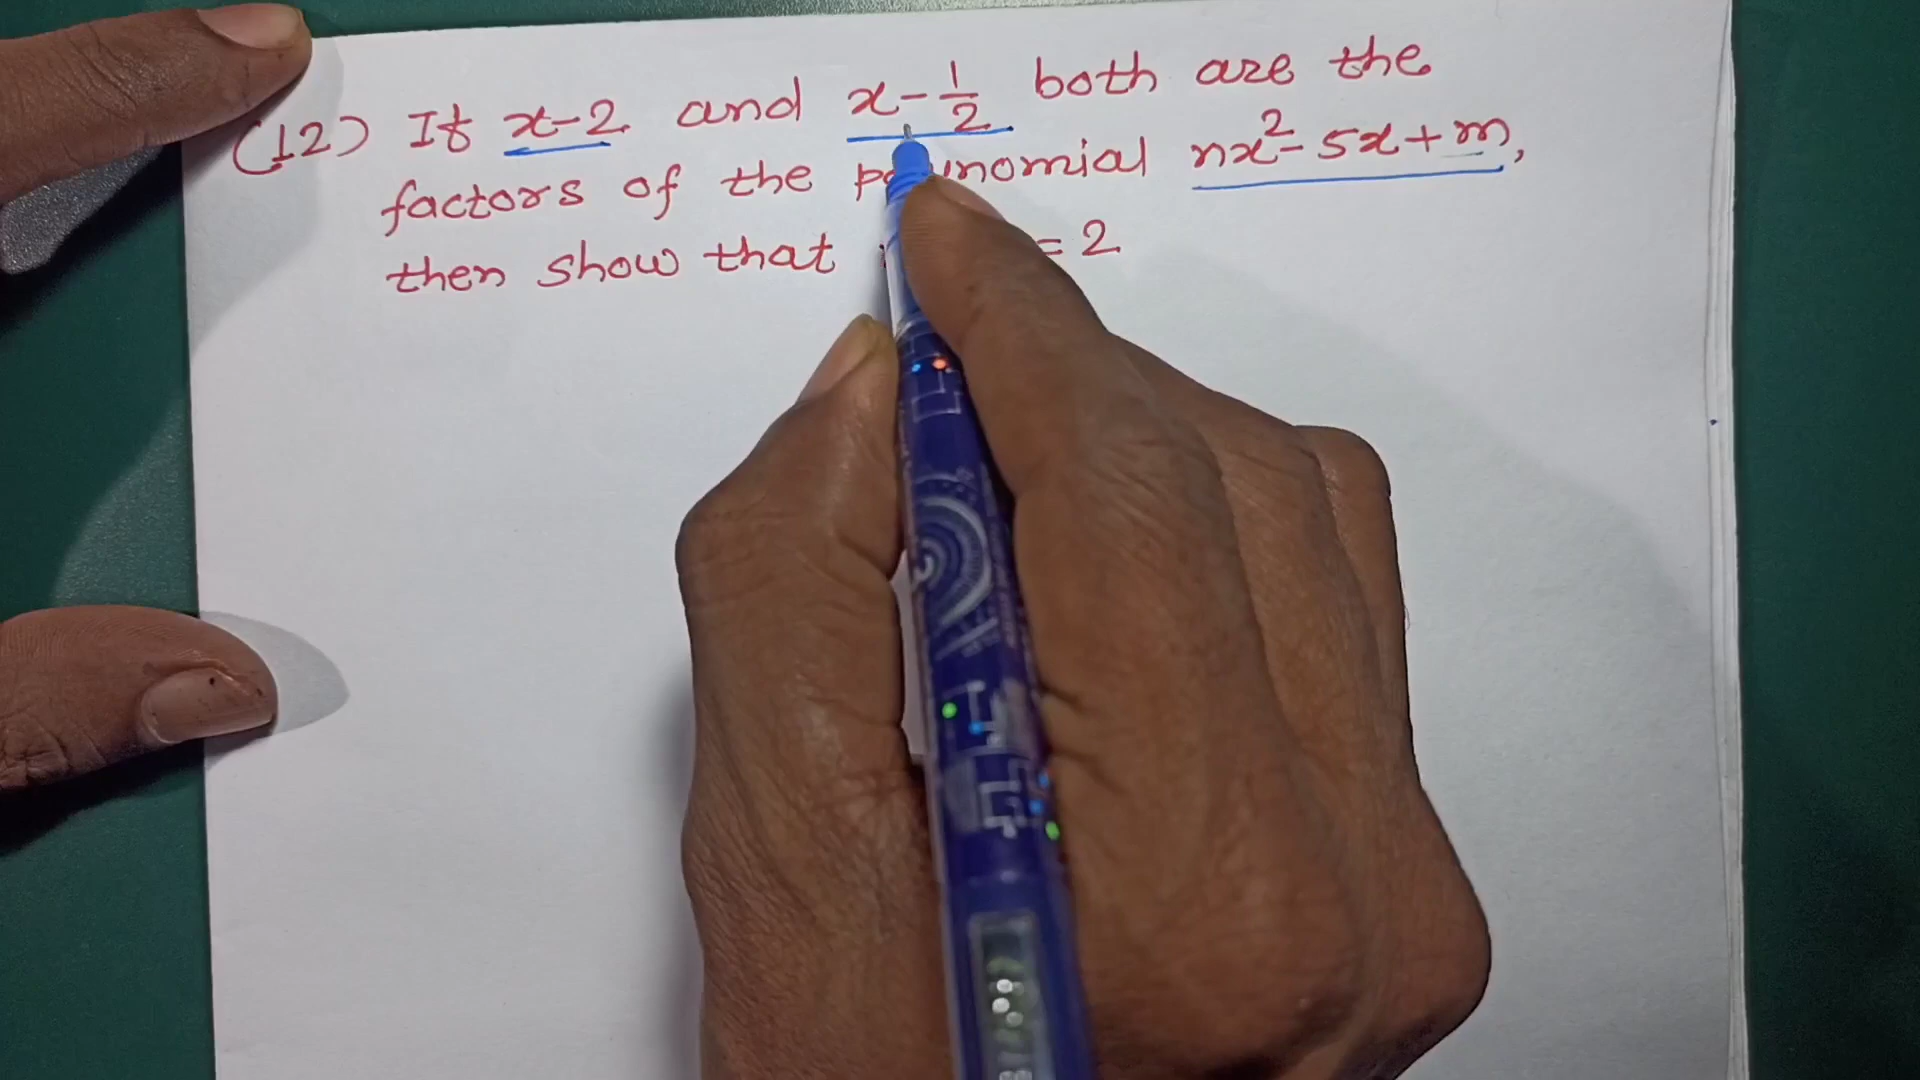 (12) If x-2 and x-1/2 both are the
factors of the polynomial nx²-5x+m,
then show that = 2